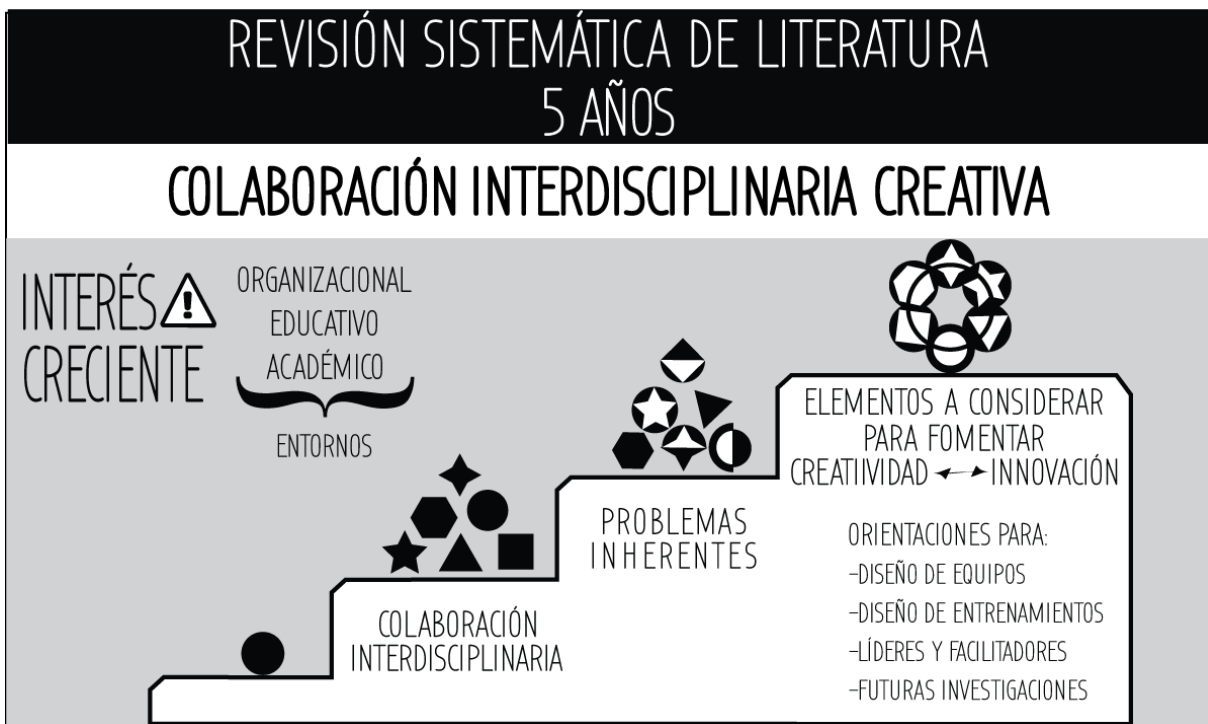 REVISIÓN SISTEMÁTICA DE LITERATURA
5 AÑOS
COLABORACIÓN INTERDISCIPLINARIA CREATIVA
INTERÉS
CRECIENTE
ORGANIZACIONAL
EDUCATIVO
ACADÉMICO
ENTORNOS
COLABORACIÓN
INTERDISCIPLINARIA
PROBLEMAS
INHERENTES
ELEMENTOS A CONSIDERAR
PARA FOMENTAR
CREATIIVIDAD INNOVACIÓN
ORIENTACIONES PARA:
-DISEÑO DE EQUIPOS
-DISEÑO DE ENTRENAMIENTOS
-LÍDERES Y FACILITADORES
-FUTURAS INVESTIGACIONES